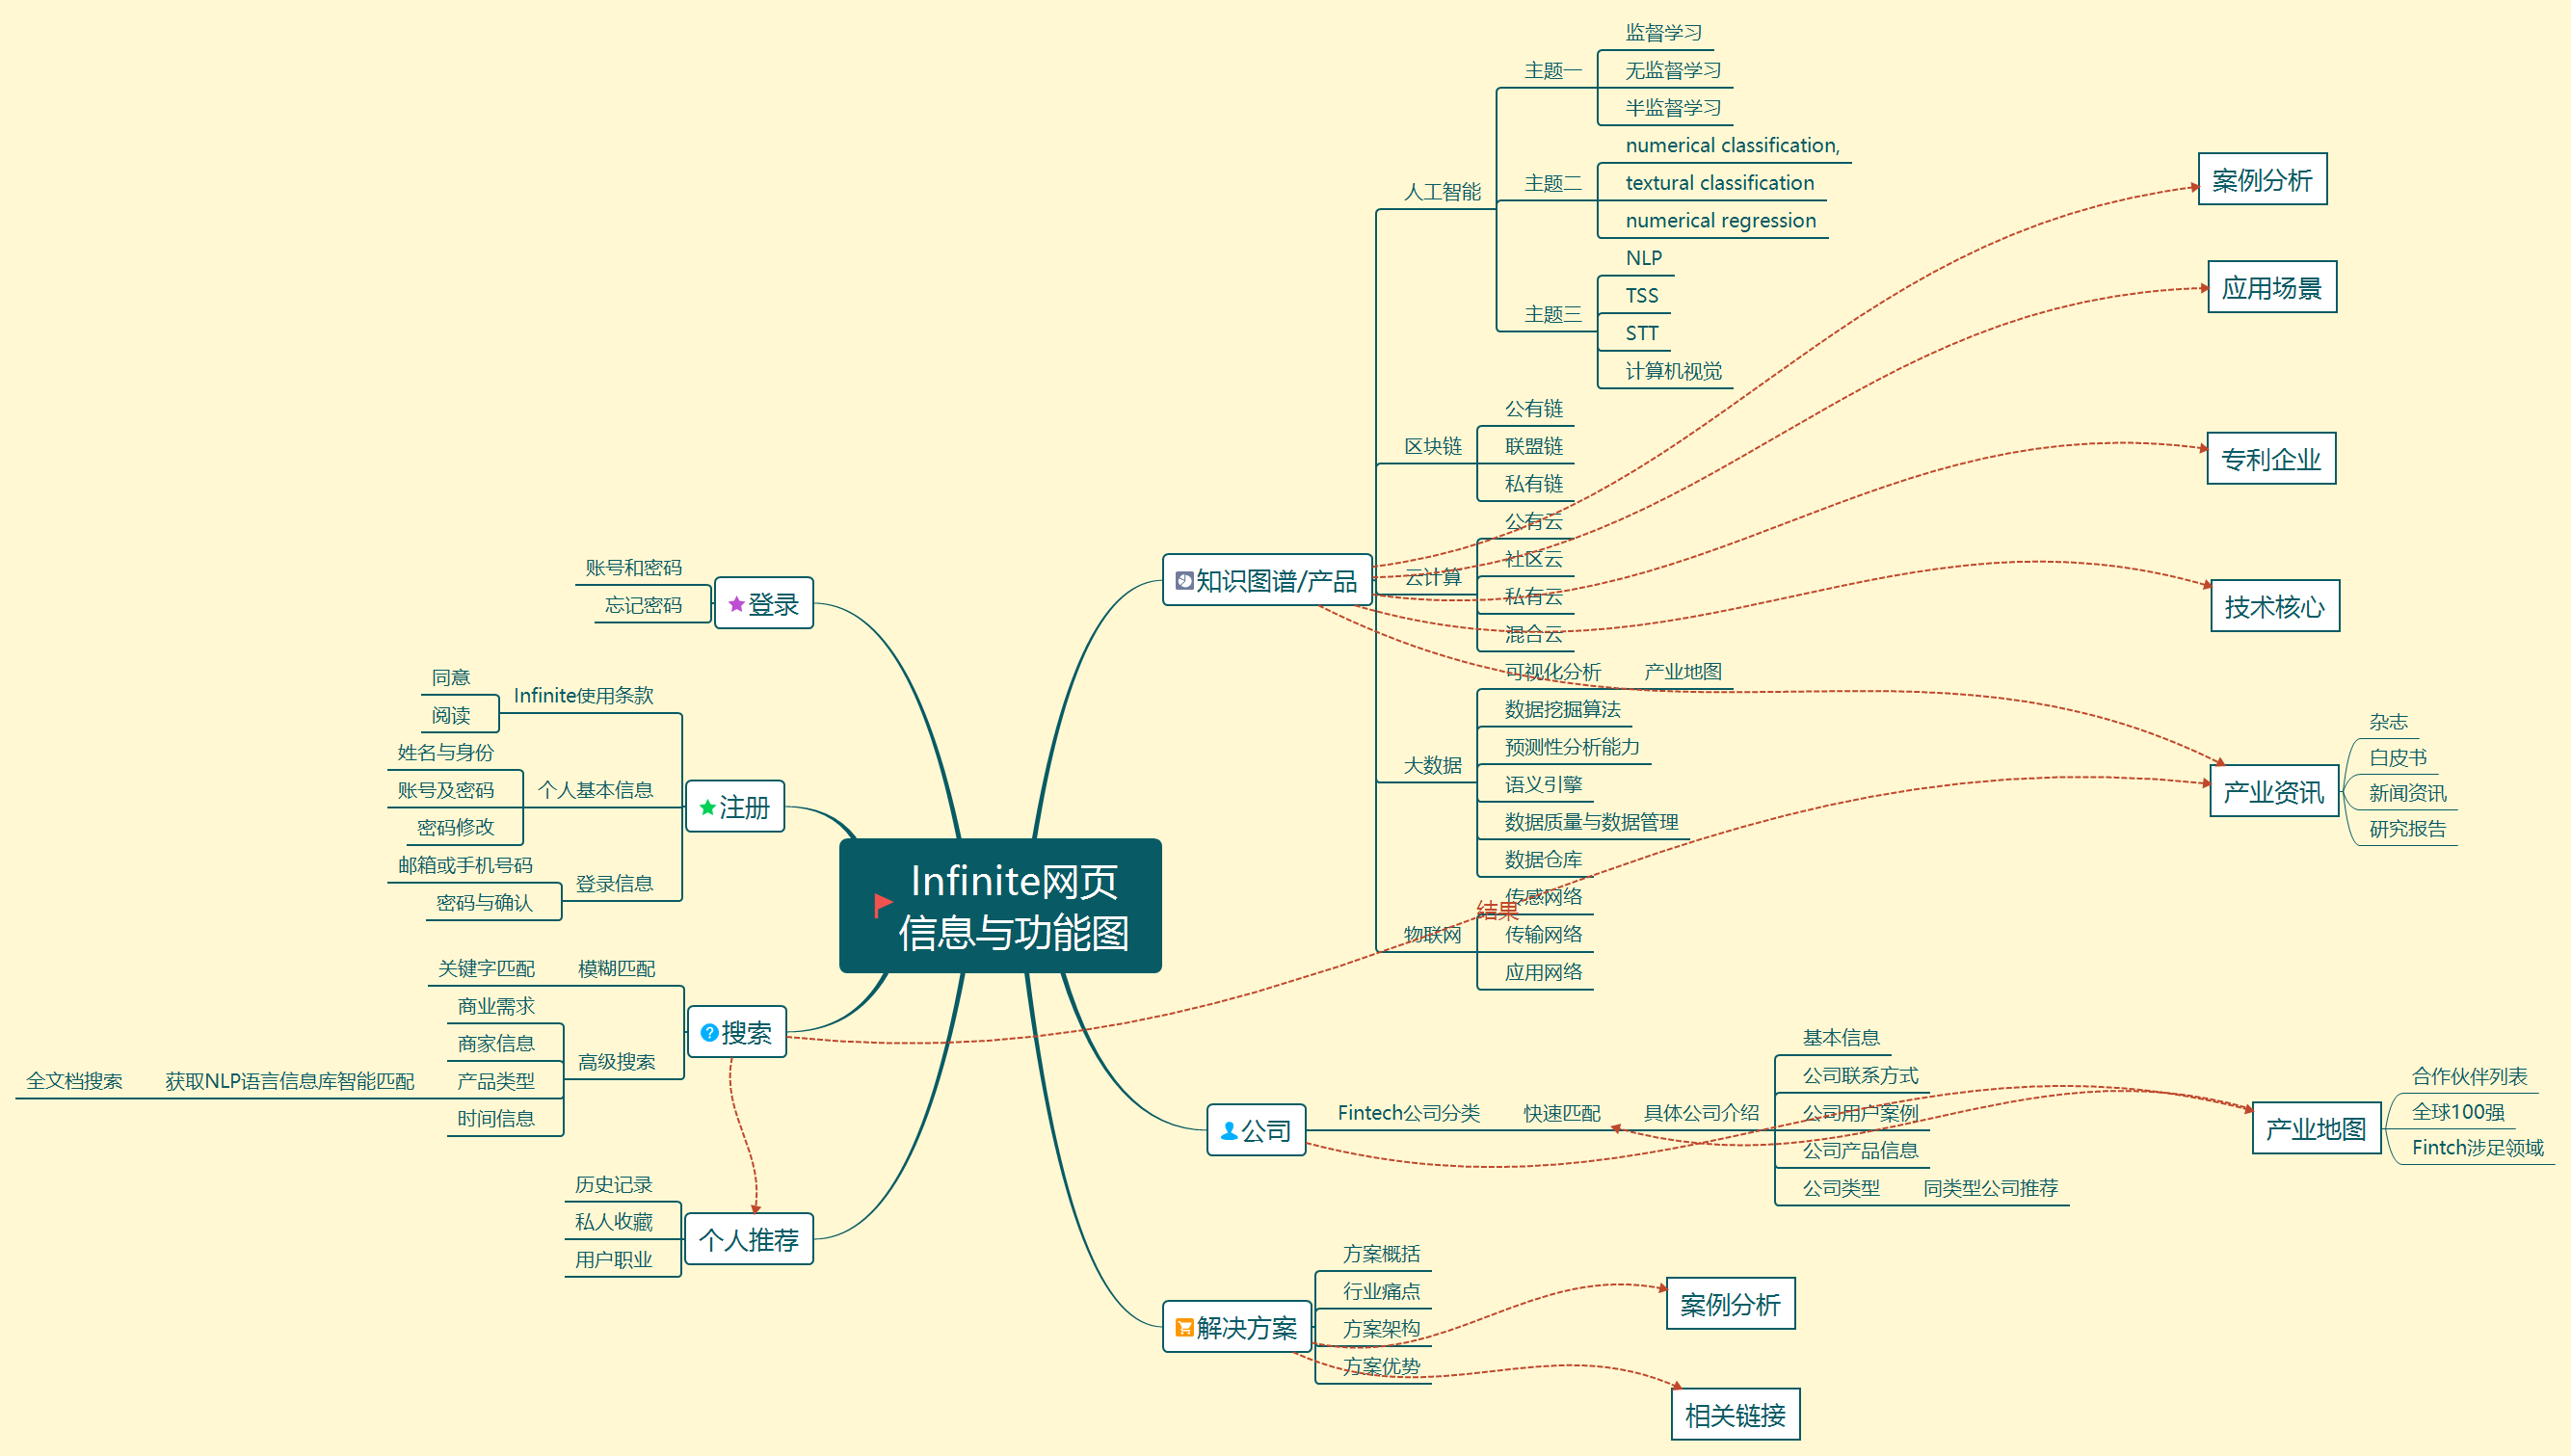 Infinite网页
信息与功能图
登录
账号和密码
忘记密码
注册
Infinite使用条款
同意
阅读
个人基本信息
姓名与身份
账号及密码
密码修改
登录信息
邮箱或手机号码
密码与确认
搜索
模糊匹配
关键字匹配
高级搜索
商业需求
商家信息
产品类型
获取NLP语言信息库智能匹配
全文档搜索
时间信息
个人推荐
历史记录
私人收藏
用户职业
知识图谱/产品
人工智能
主题一
监督学习
无监督学习
半监督学习
主题二
numerical classification,
textural classification
numerical regression
主题三
NLP
TSS
STT
计算机视觉
区块链
公有链
联盟链
私有链
云计算
公有云
社区云
私有云
混合云
大数据
可视化分析
产业地图
数据挖掘算法
预测性分析能力
语义引擎
数据质量与数据管理
数据仓库
物联网
传感网络
传输网络
应用网络
结果
案例分析
应用场景
专利企业
技术核心
产业资讯
杂志
白皮书
新闻资讯
研究报告
公司
Fintech公司分类
快速匹配
具体公司介绍
基本信息
公司联系方式
公司用户案例
公司产品信息
公司类型
同类型公司推荐
产业地图
合作伙伴列表
全球100强
Fintch涉足领域
解决方案
方案概括
行业痛点
方案架构
方案优势
案例分析
相关链接